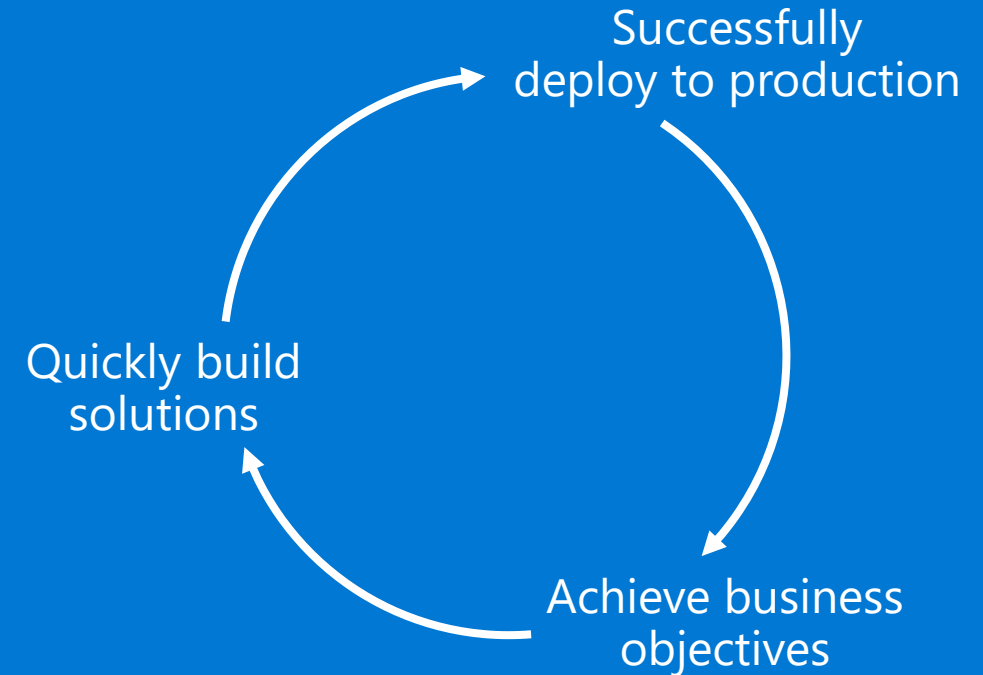 Successfully
deploy to production
Quickly build
solutions
Achieve business
objectives